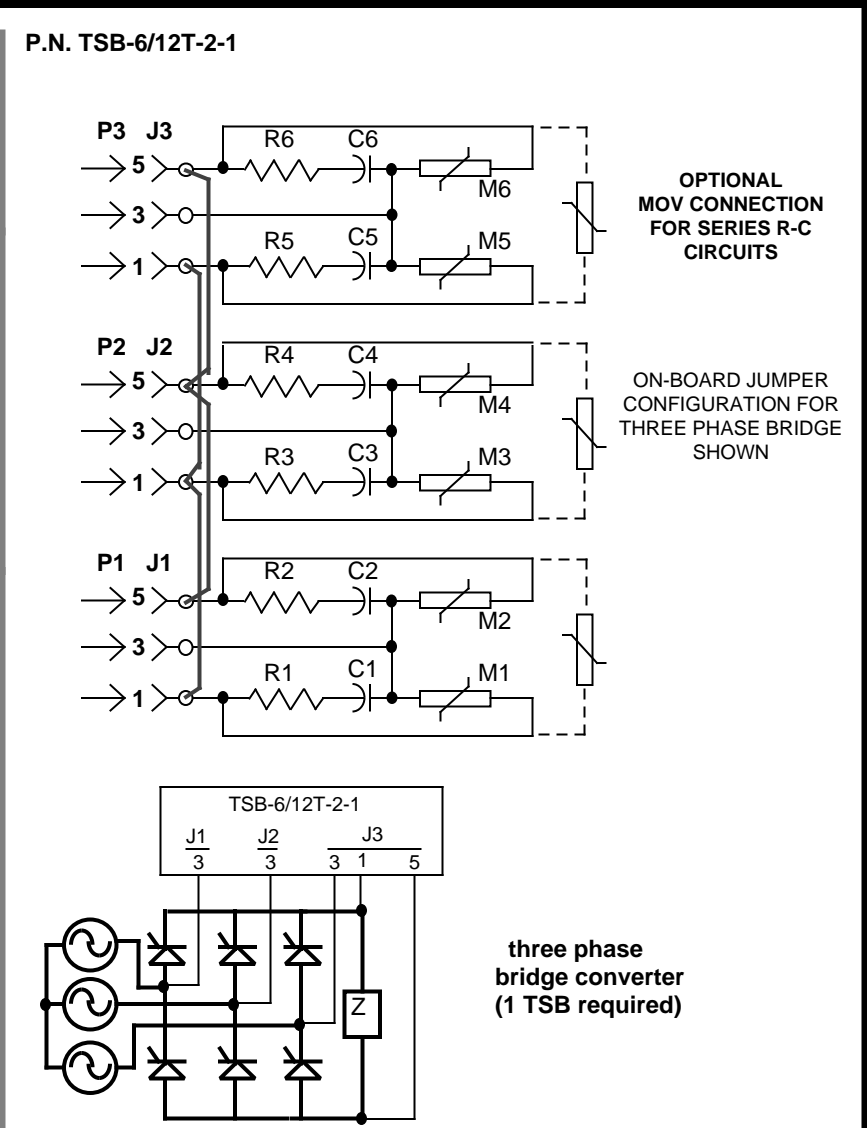 P.N. TSB-6/12T-2-1
P3 J3
R6 C6
5
M6
3
R5 C5 M5
1
OPTIONAL
MOV CONNECTION
FOR SERIES R-C
CIRCUITS
P2 J2
R4 C4
5
M4
3
R3 C3 M3
1
ON-BOARD JUMPER
CONFIGURATION FOR
THREE PHASE BRIDGE
SHOWN
P1 J1
R2 C2
5
M2
3
R1 C1 M1
1
TSB-6/12T-2-1
J1 J2 J3
3 3 3 1 5
Z
three phase
bridge converter
(1 TSB required)